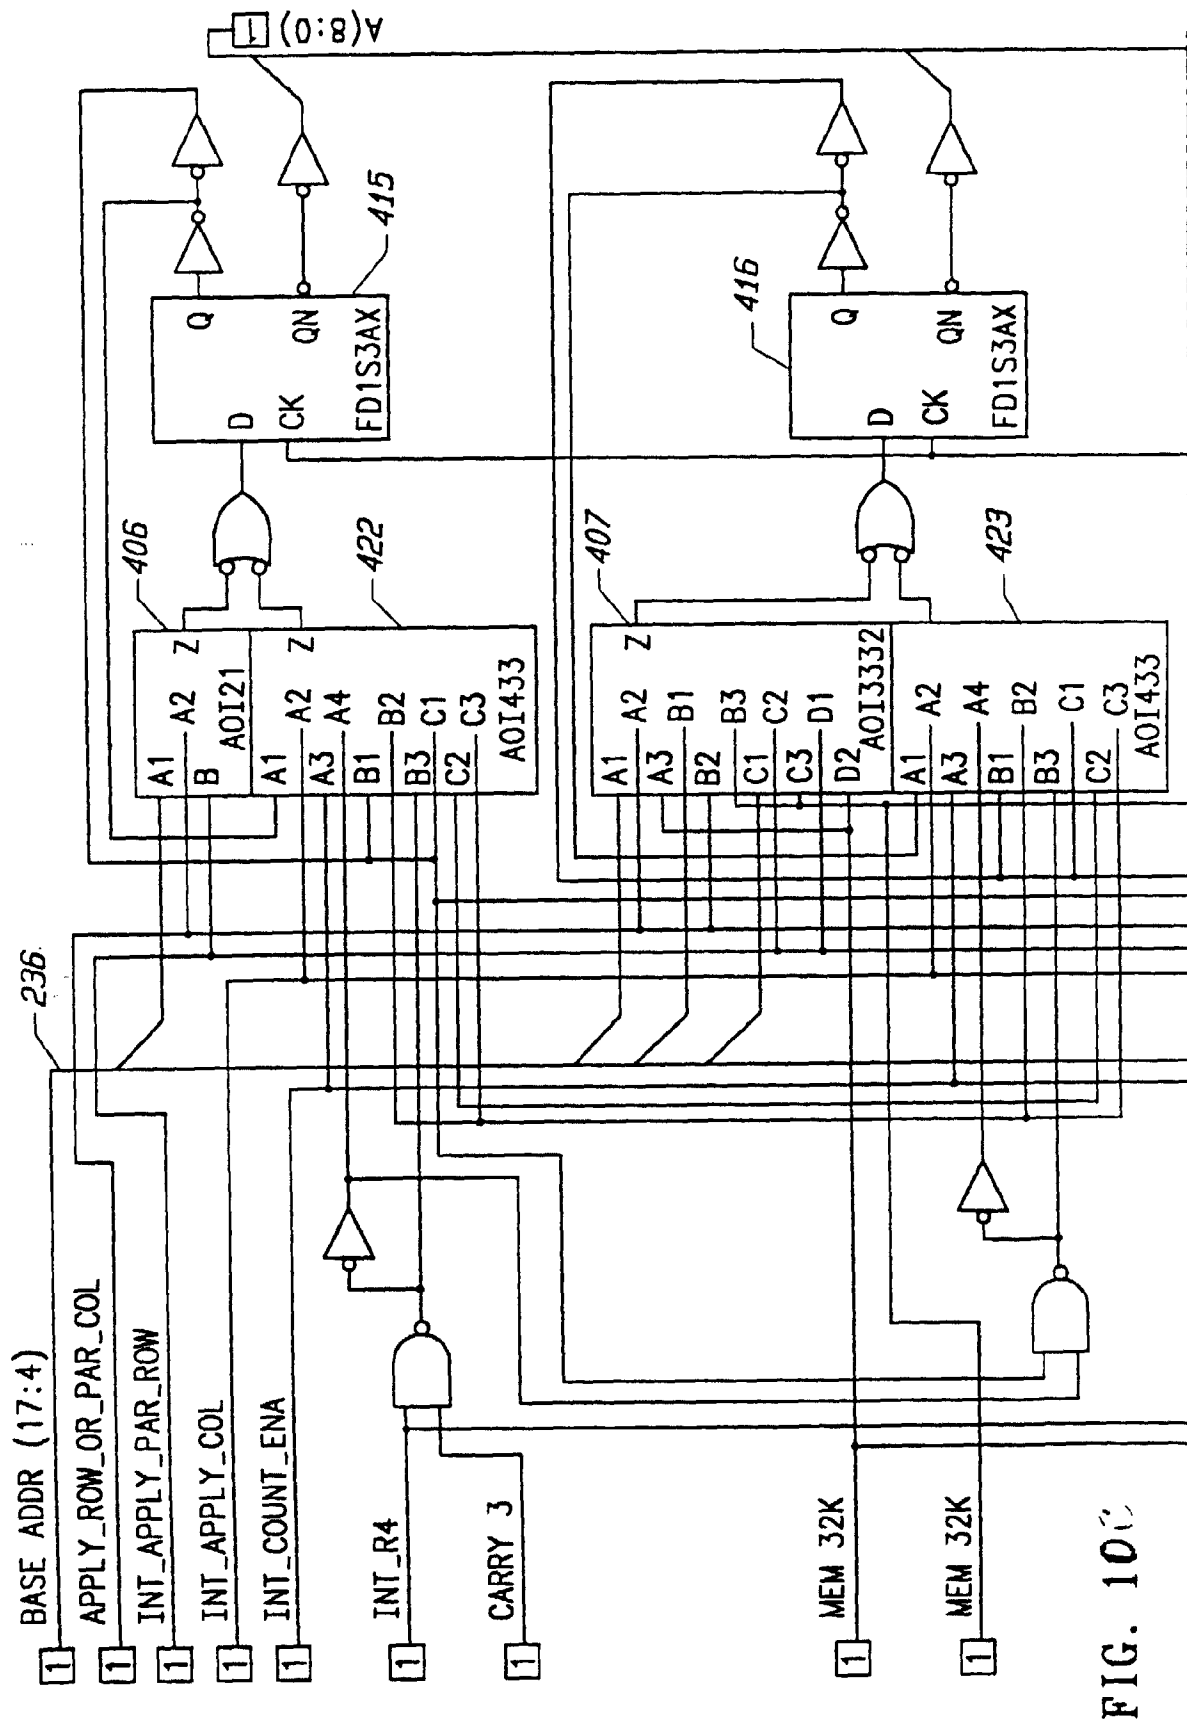 BASE ADDR (17:4)
1
APPLY_ROW_OR_PAR_COL
1
INT_APPLY_PAR_ROW
1
INT_APPLY_COL
1
INT_COUNT_ENA
1
INT_R4
1
CARRY 3
1
MEM 32K
1
MEM 32K
1
236
A1
A2
B
Z
AOI21
406
A1
A2
A3
A4
B1
B2
B3
C1
C2
C3
Z
AOI433
422
D
CK
Q
QN
FD1S3AX
415
1
A(8:0)
A1
A2
A3
B1
B2
B3
C1
C2
C3
D1
D2
Z
AOI3332
407
A1
A2
A3
A4
B1
B2
B3
C1
C2
C3
AOI433
423
D
CK
Q
QN
FD1S3AX
416
FIG. 10C